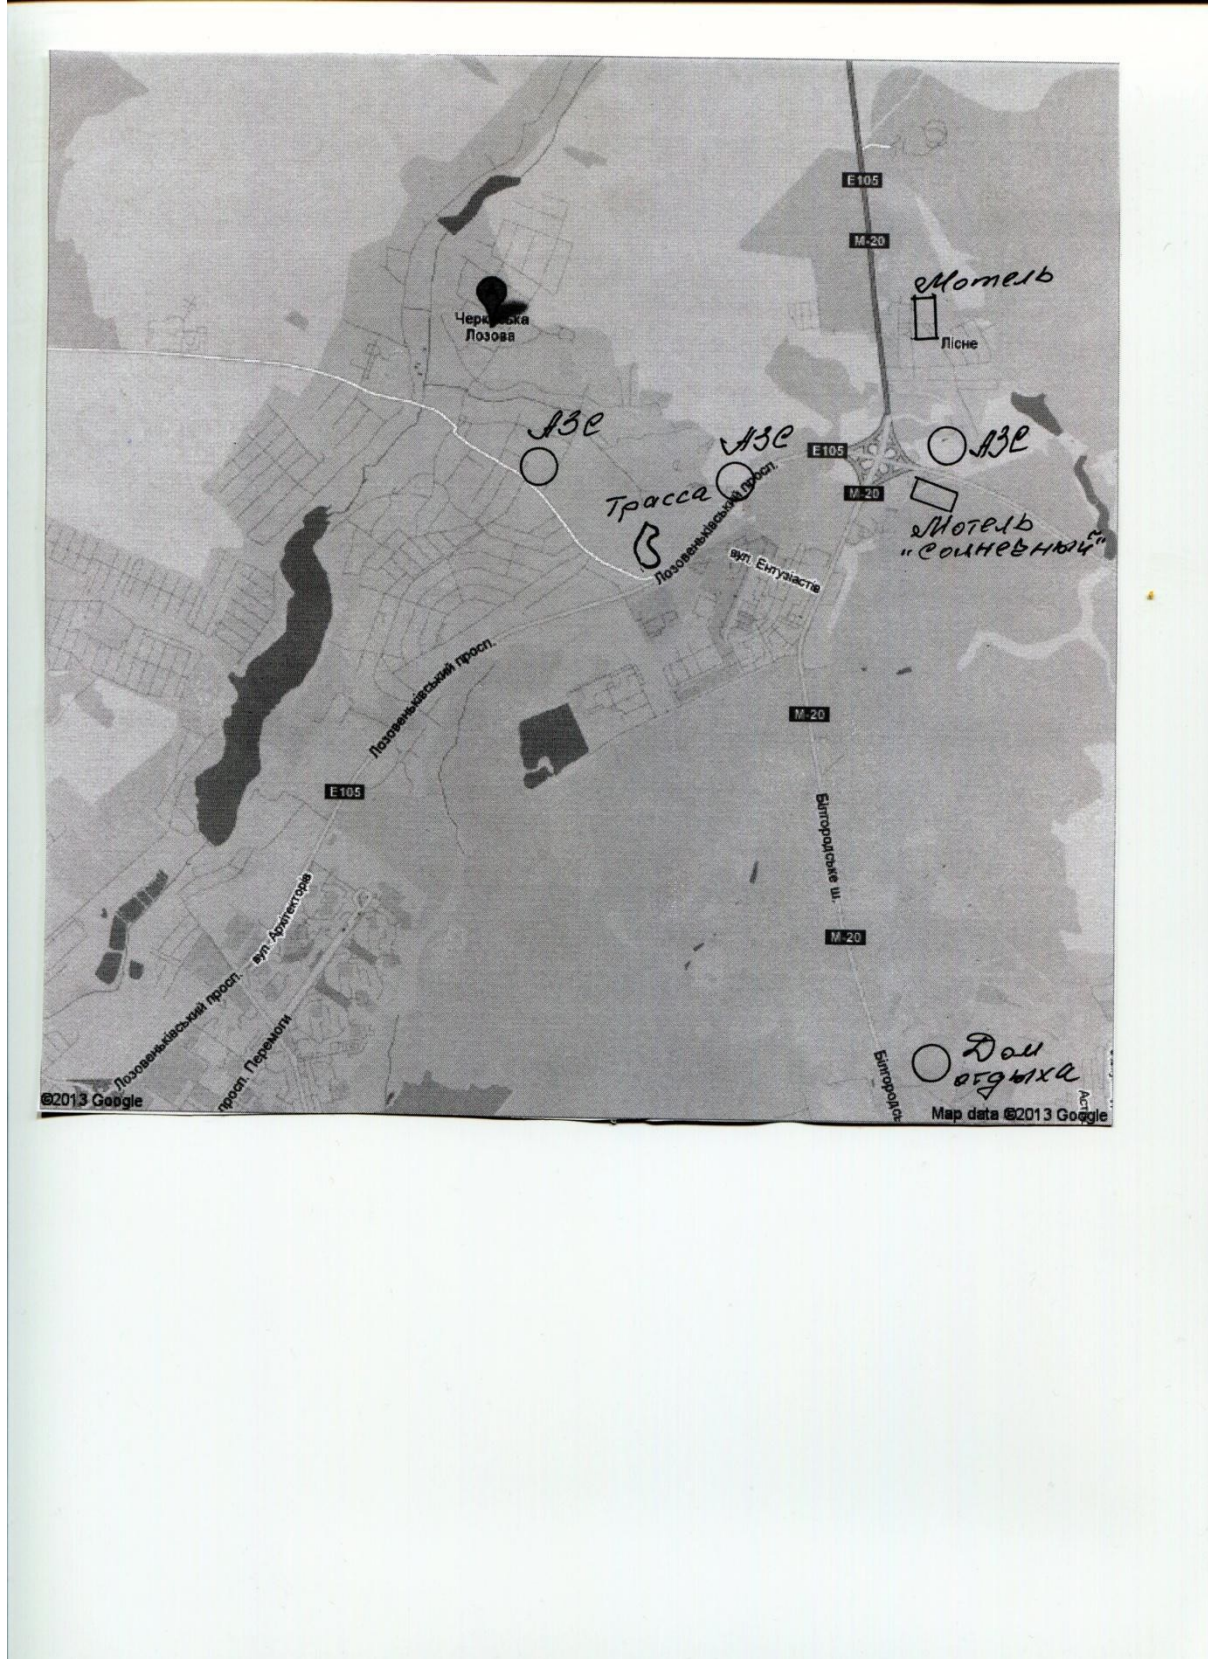 E105
M-20
Мотель
Лісне
Черкаська
Лозова
АЗС
АЗС
E105
АЗС
M-20
Трасса
Лозовеньківський просп.
Мотель
"Солнечный"
вул. Ентузіастів
Лозовеньківський просп.
M-20
E105
Білгородське ш.
вул. Архітекторів
M-20
Лозовеньківський просп.
просп. Перемоги
Дом
отдыха
Білгородсь
Аст
©2013 Google
Map data ©2013 Google